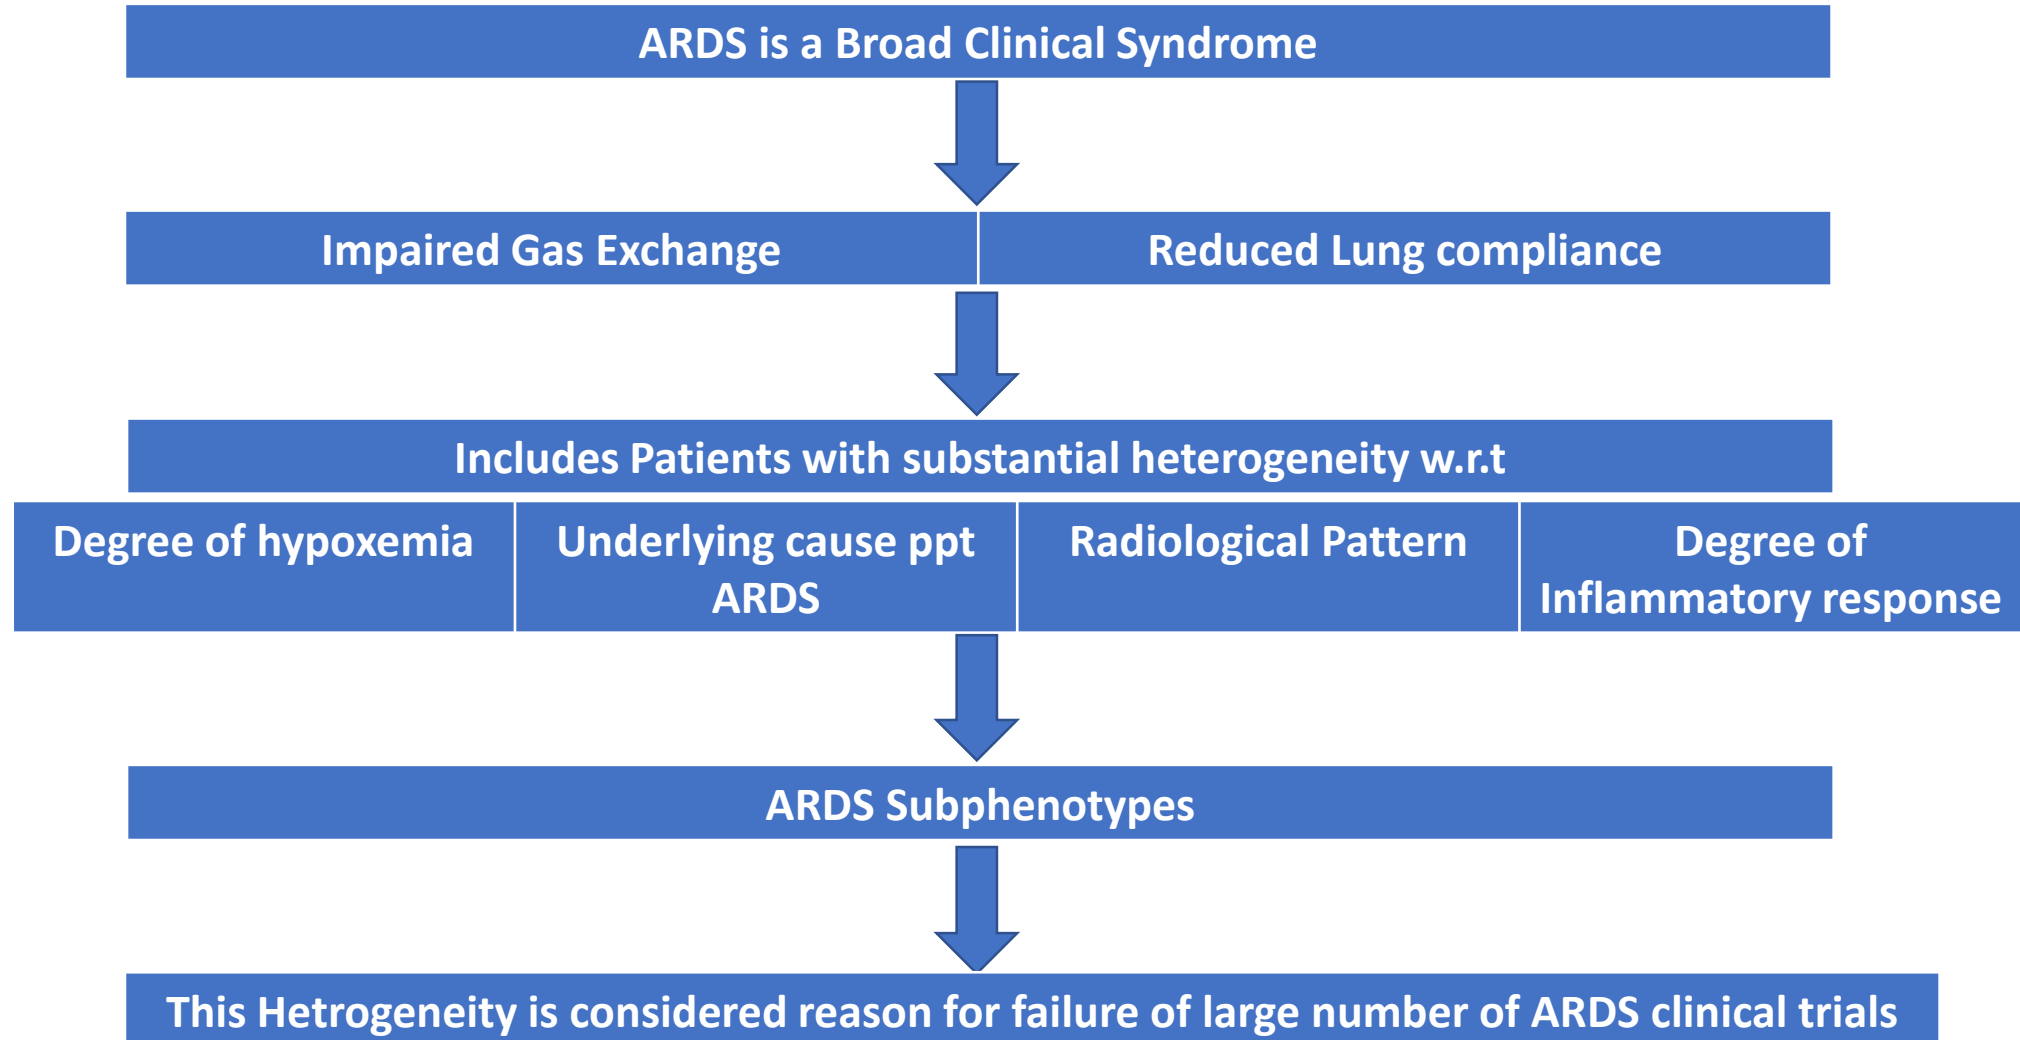 ARDS is a Broad Clinical Syndrome
Impaired Gas Exchange
Reduced Lung compliance
Includes Patients with substantial heterogeneity w.r.t
Degree of hypoxemia
Underlying cause ppt
ARDS
Radiological Pattern
Degree of
Inflammatory response
ARDS Subphenotypes
This Hetrogeneity is considered reason for failure of large number of ARDS clinical trials